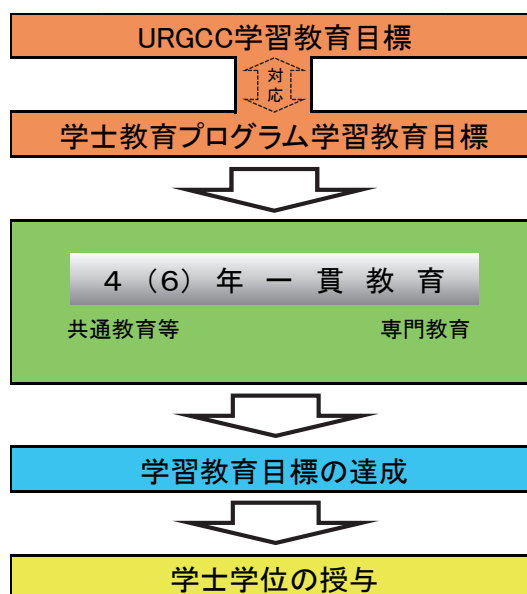 URGCC学習教育目標
対応
学士教育プログラム学習教育目標
4（6）年一貫教育
共通教育等 専門教育
学習教育目標の達成
学士学位の授与